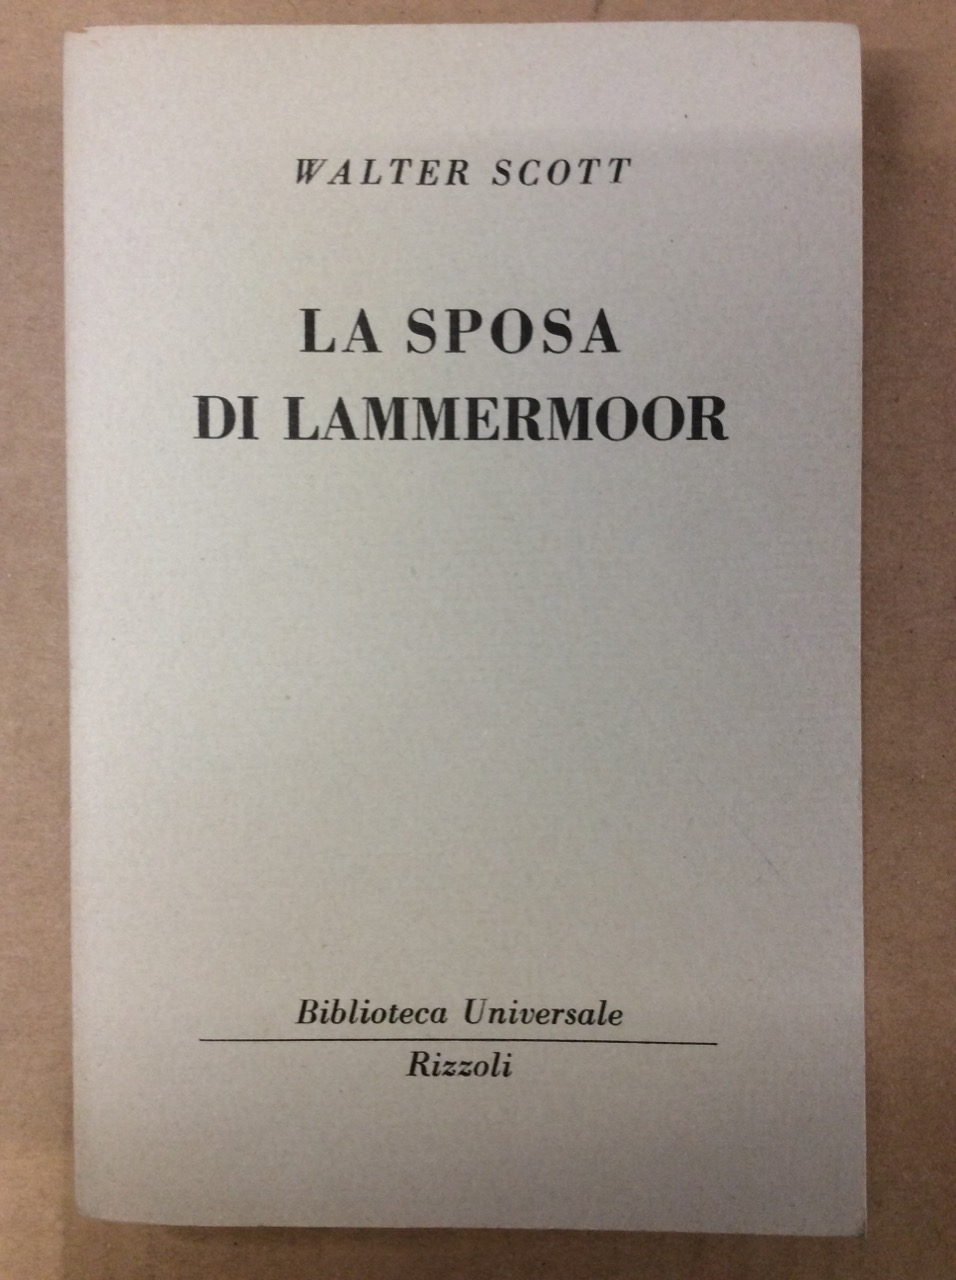 WALTER SCOTT
LA SPOSA
DI LAMMERMOOR
Biblioteca Universale
Rizzoli